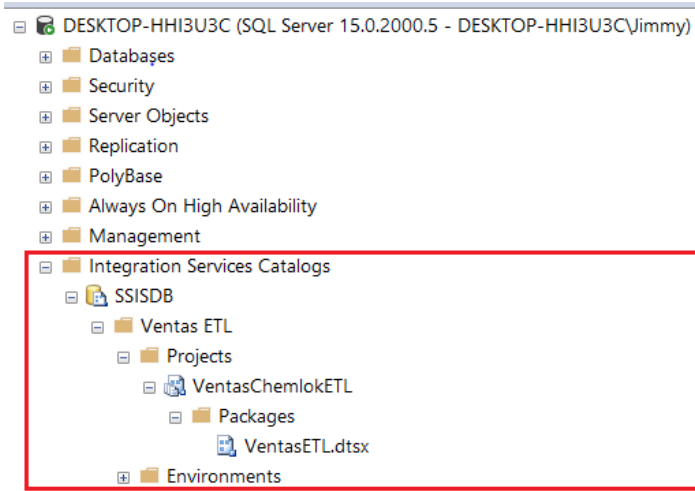 DESKTOP-HHI3U3C (SQL Server 15.0.2000.5 - DESKTOP-HHI3U3C\Jimmy)
Databases
Security
Server Objects
Replication
PolyBase
Always On High Availability
Management
Integration Services Catalogs
SSISDB
Ventas ETL
Projects
VentasChemlokETL
Packages
VentasETL.dtsx
Environments